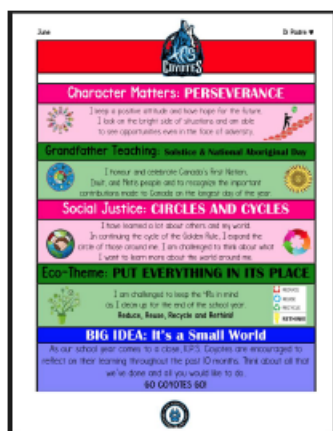 June
Di Padre ♥
K.P.S.
COYOTES
Character Matters: PERSEVERANCE
I keep a positive attitude and have hope for the future.
I look on the bright side of situations and am able
to see opportunities even in the face of adversity.
Grandfather Teaching: Solstice & National Aboriginal Day
I honour and celebrate Canada's First Nation,
Inuit, and Metis people and to recognize the important
contributions made to Canada on the longest day of the year.
Social Justice: CIRCLES AND CYCLES
I have learned a lot about others and my world.
In continuing the cycle of the Golden Rule, I expand the
circle of those around me. I am challenged to think about what
I want to learn more about the world around me.
Eco-Theme: PUT EVERYTHING IN ITS PLACE
I am challenged to keep the 4Rs in mind
as I clean up for the end of the school year.
Reduce, Reuse, Recycle and Rethink!
REDUCE
REUSE
RECYCLE
RETHINK
BIG IDEA: It's a Small World
As our school year comes to a close, K.P.S. Coyotes are encouraged to
reflect on their learning throughout the past 10 months. Think about all that
we've done and all you would like to do.
GO COYOTES GO!